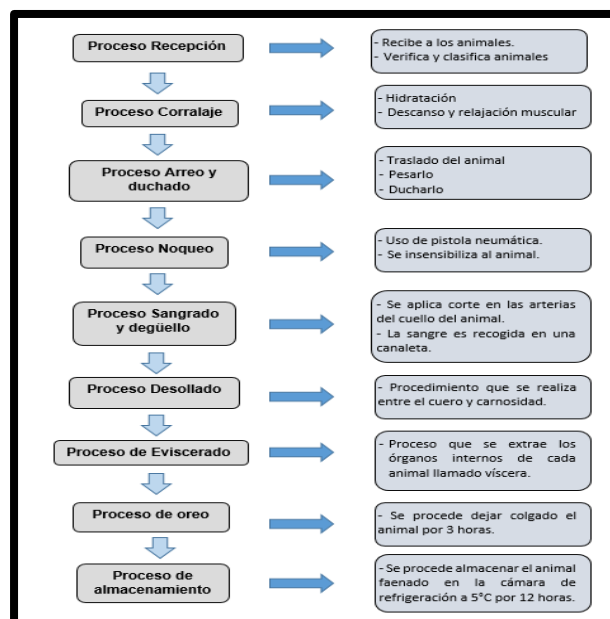 Proceso Recepción
- Recibe a los animales.
- Verifica y clasifica animales
Proceso Corralaje
- Hidratación
- Descanso y relajación muscular
Proceso Arreo y
duchado
- Traslado del animal
- Pesarlo
- Ducharlo
Proceso Noqueo
- Uso de pistola neumática.
- Se insensibiliza al animal.
Proceso Sangrado
y degüello
- Se aplica corte en las arterias
del cuello del animal.
- La sangre es recogida en una
canaleta.
Proceso Desollado
- Procedimiento que se realiza
entre el cuero y carnosidad.
Proceso de Eviscerado
- Proceso que se extrae los
órganos internos de cada
animal llamado víscera.
Proceso de oreo
- Se procede dejar colgado el
animal por 3 horas.
Proceso de
almacenamiento
- Se procede almacenar el animal
faenado en la cámara de
refrigeración a 5°C por 12 horas.